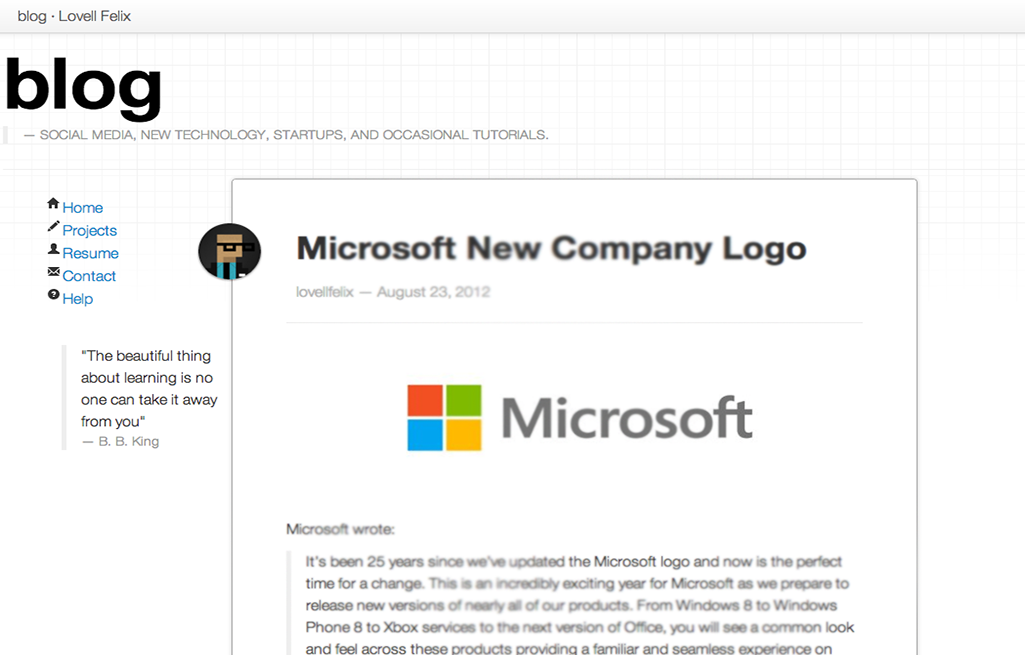 blog · Lovell Felix
blog
— SOCIAL MEDIA, NEW TECHNOLOGY, STARTUPS, AND OCCASIONAL TUTORIALS.
Home
Projects
Resume
Contact
Help
"The beautiful thing
about learning is no
one can take it away
from you"
— B. B. King
Microsoft New Company Logo
lovellfelix — August 23, 2012
Microsoft
Microsoft wrote:
It's been 25 years since we've updated the Microsoft logo and now is the perfect
time for a change. This is an incredibly exciting year for Microsoft as we prepare to
release new versions of nearly all of our products. From Windows 8 to Windows
Phone 8 to Xbox services to the next version of Office, you will see a common look
and feel across these products providing a familiar and seamless experience on